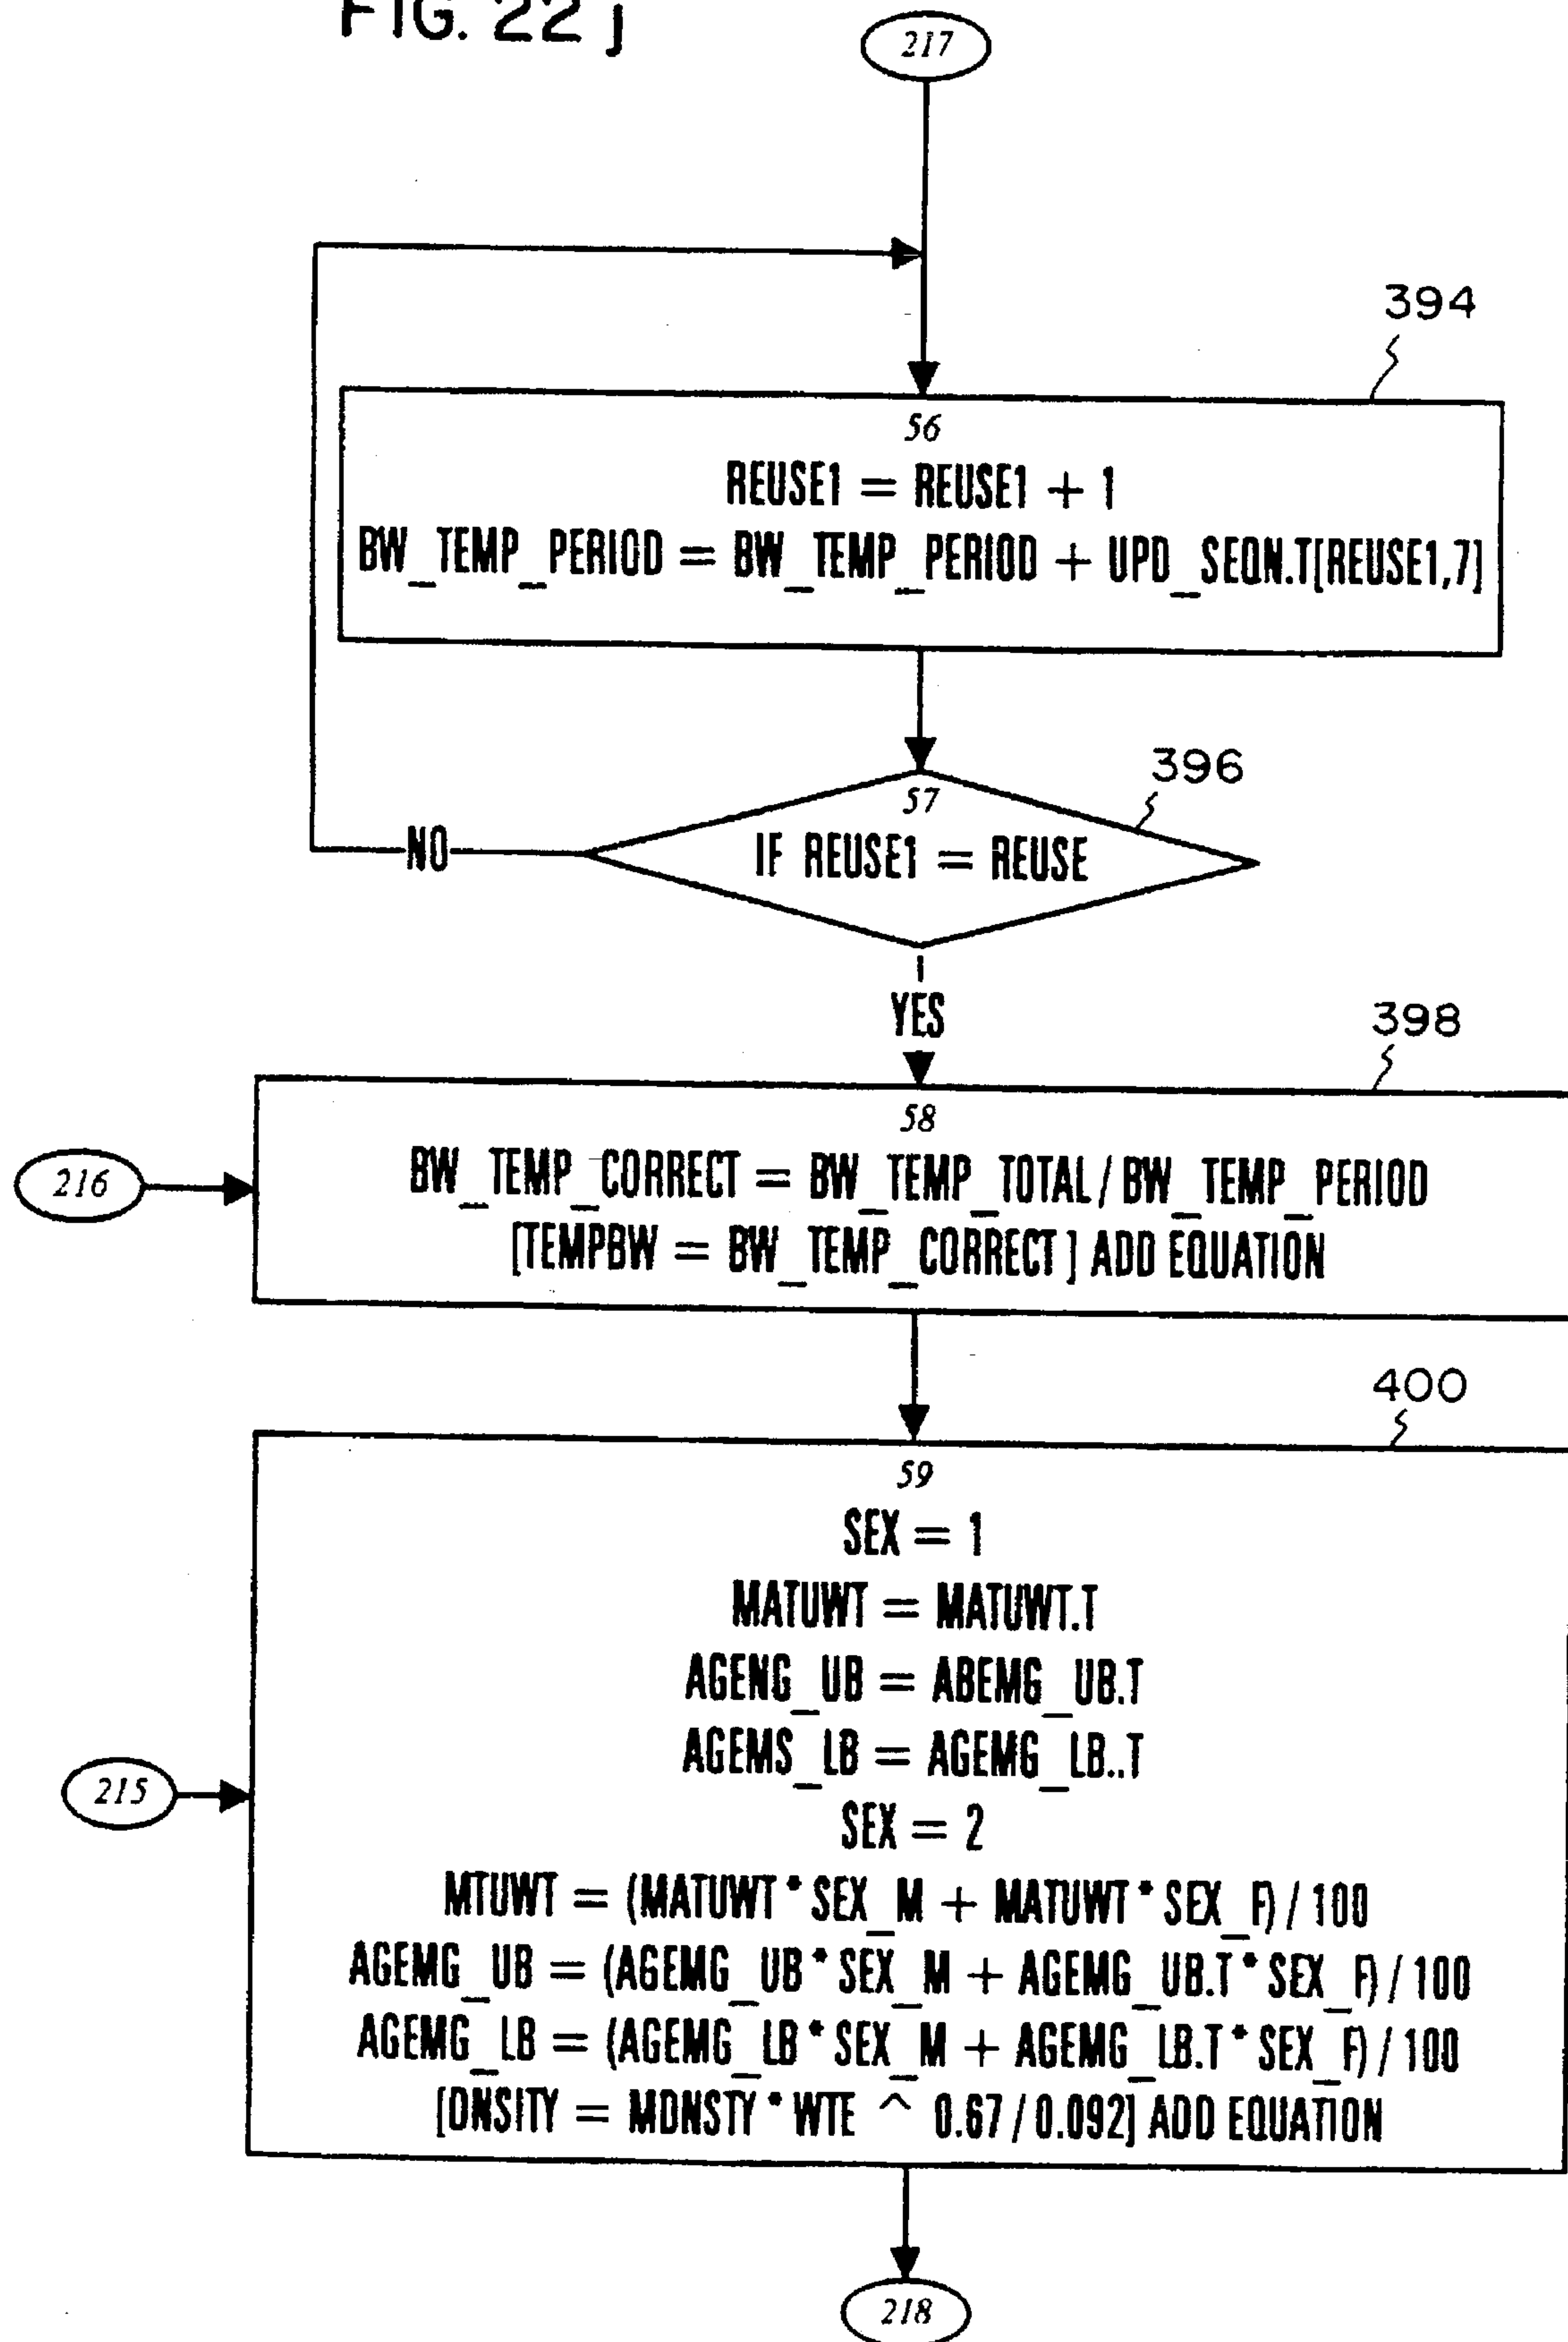 FIG. 22 j
217
394
56
REUSE1 = REUSE1 + 1
BW_TEMP_PERIOD = BW_TEMP_PERIOD + UPD_SEQN.T[REUSE1,7]
396
57
IF REUSE1 = REUSE
NO
YES
398
58
216
BW_TEMP_CORRECT = BW_TEMP_TOTAL / BW_TEMP_PERIOD
[TEMPBW = BW_TEMP_CORRECT ] ADD EQUATION
400
59
SEX = 1
MATUWT = MATUWT.T
AGENG_UB = ABEMG_UB.T
AGEMS_LB = AGEMG_LB..T
215
SEX = 2
MTUWT = (MATUWT * SEX_M + MATUWT * SEX_F) / 100
AGEMG_UB = (AGEMG_UB * SEX_M + AGEMG_UB.T * SEX_F) / 100
AGEMG_LB = (AGEMG_LB * SEX_M + AGEMG_LB.T * SEX_F) / 100
[DNSITY = MDNSTY * WTE ^ 0.67 / 0.092] ADD EQUATION
218